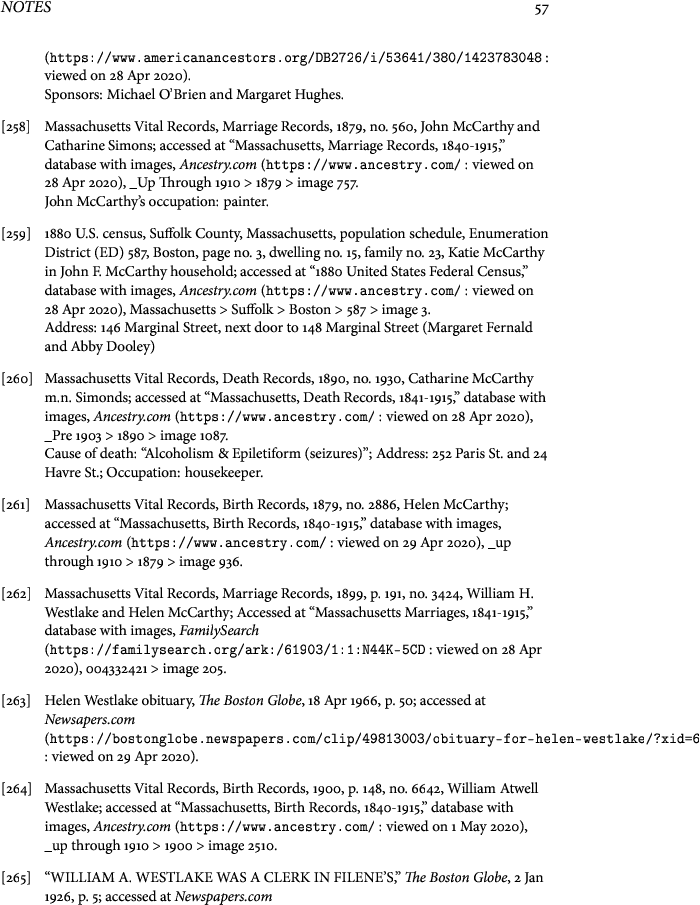 NOTES 57
(https://www.americanancestors.org/DB2726/i/53641/380/1423783048 :
viewed on 28 Apr 2020).
Sponsors: Michael O’Brien and Margaret Hughes.
[258] Massachusetts Vital Records, Marriage Records, 1879, no. 560, John McCarthy and
Catharine Simons; accessed at “Massachusetts, Marriage Records, 1840-1915,”
database with images, Ancestry.com (https://www.ancestry.com/ : viewed on
28 Apr 2020), _Up Through 1910 > 1879 > image 757.
John McCarthy’s occupation: painter.
[259] 1880 U.S. census, Suffolk County, Massachusetts, population schedule, Enumeration
District (ED) 587, Boston, page no. 3, dwelling no. 15, family no. 23, Katie McCarthy
in John F. McCarthy household; accessed at “1880 United States Federal Census,”
database with images, Ancestry.com (https://www.ancestry.com/ : viewed on
28 Apr 2020), Massachusetts > Suffolk > Boston > 587 > image 3.
Address: 146 Marginal Street, next door to 148 Marginal Street (Margaret Fernald
and Abby Dooley)
[260] Massachusetts Vital Records, Death Records, 1890, no. 1930, Catharine McCarthy
m.n. Simonds; accessed at “Massachusetts, Death Records, 1841-1915,” database with
images, Ancestry.com (https://www.ancestry.com/ : viewed on 28 Apr 2020),
_Pre 1903 > 1890 > image 1087.
Cause of death: “Alcoholism & Epiletiform (seizures)”; Address: 252 Paris St. and 24
Havre St.; Occupation: housekeeper.
[261] Massachusetts Vital Records, Birth Records, 1879, no. 2886, Helen McCarthy;
accessed at “Massachusetts, Birth Records, 1840-1915,” database with images,
Ancestry.com (https://www.ancestry.com/ : viewed on 29 Apr 2020), _up
through 1910 > 1879 > image 936.
[262] Massachusetts Vital Records, Marriage Records, 1899, p. 191, no. 3424, William H.
Westlake and Helen McCarthy; Accessed at “Massachusetts Marriages, 1841-1915,”
database with images, FamilySearch
(https://familysearch.org/ark:/61903/1:1:N44K-5CD : viewed on 28 Apr
2020), 004332421 > image 205.
[263] Helen Westlake obituary, The Boston Globe, 18 Apr 1966, p. 50; accessed at
Newsapers.com
(https://bostonglobe.newspapers.com/clip/49813003/obituary-for-helen-westlake/?xid=6
: viewed on 29 Apr 2020).
[264] Massachusetts Vital Records, Birth Records, 1900, p. 148, no. 6642, William Atwell
Westlake; accessed at “Massachusetts, Birth Records, 1840-1915,” database with
images, Ancestry.com (https://www.ancestry.com/ : viewed on 1 May 2020),
_up through 1910 > 1900 > image 2510.
[265] “WILLIAM A. WESTLAKE WAS A CLERK IN FILENE’S,” The Boston Globe, 2 Jan
1926, p. 5; accessed at Newspapers.com